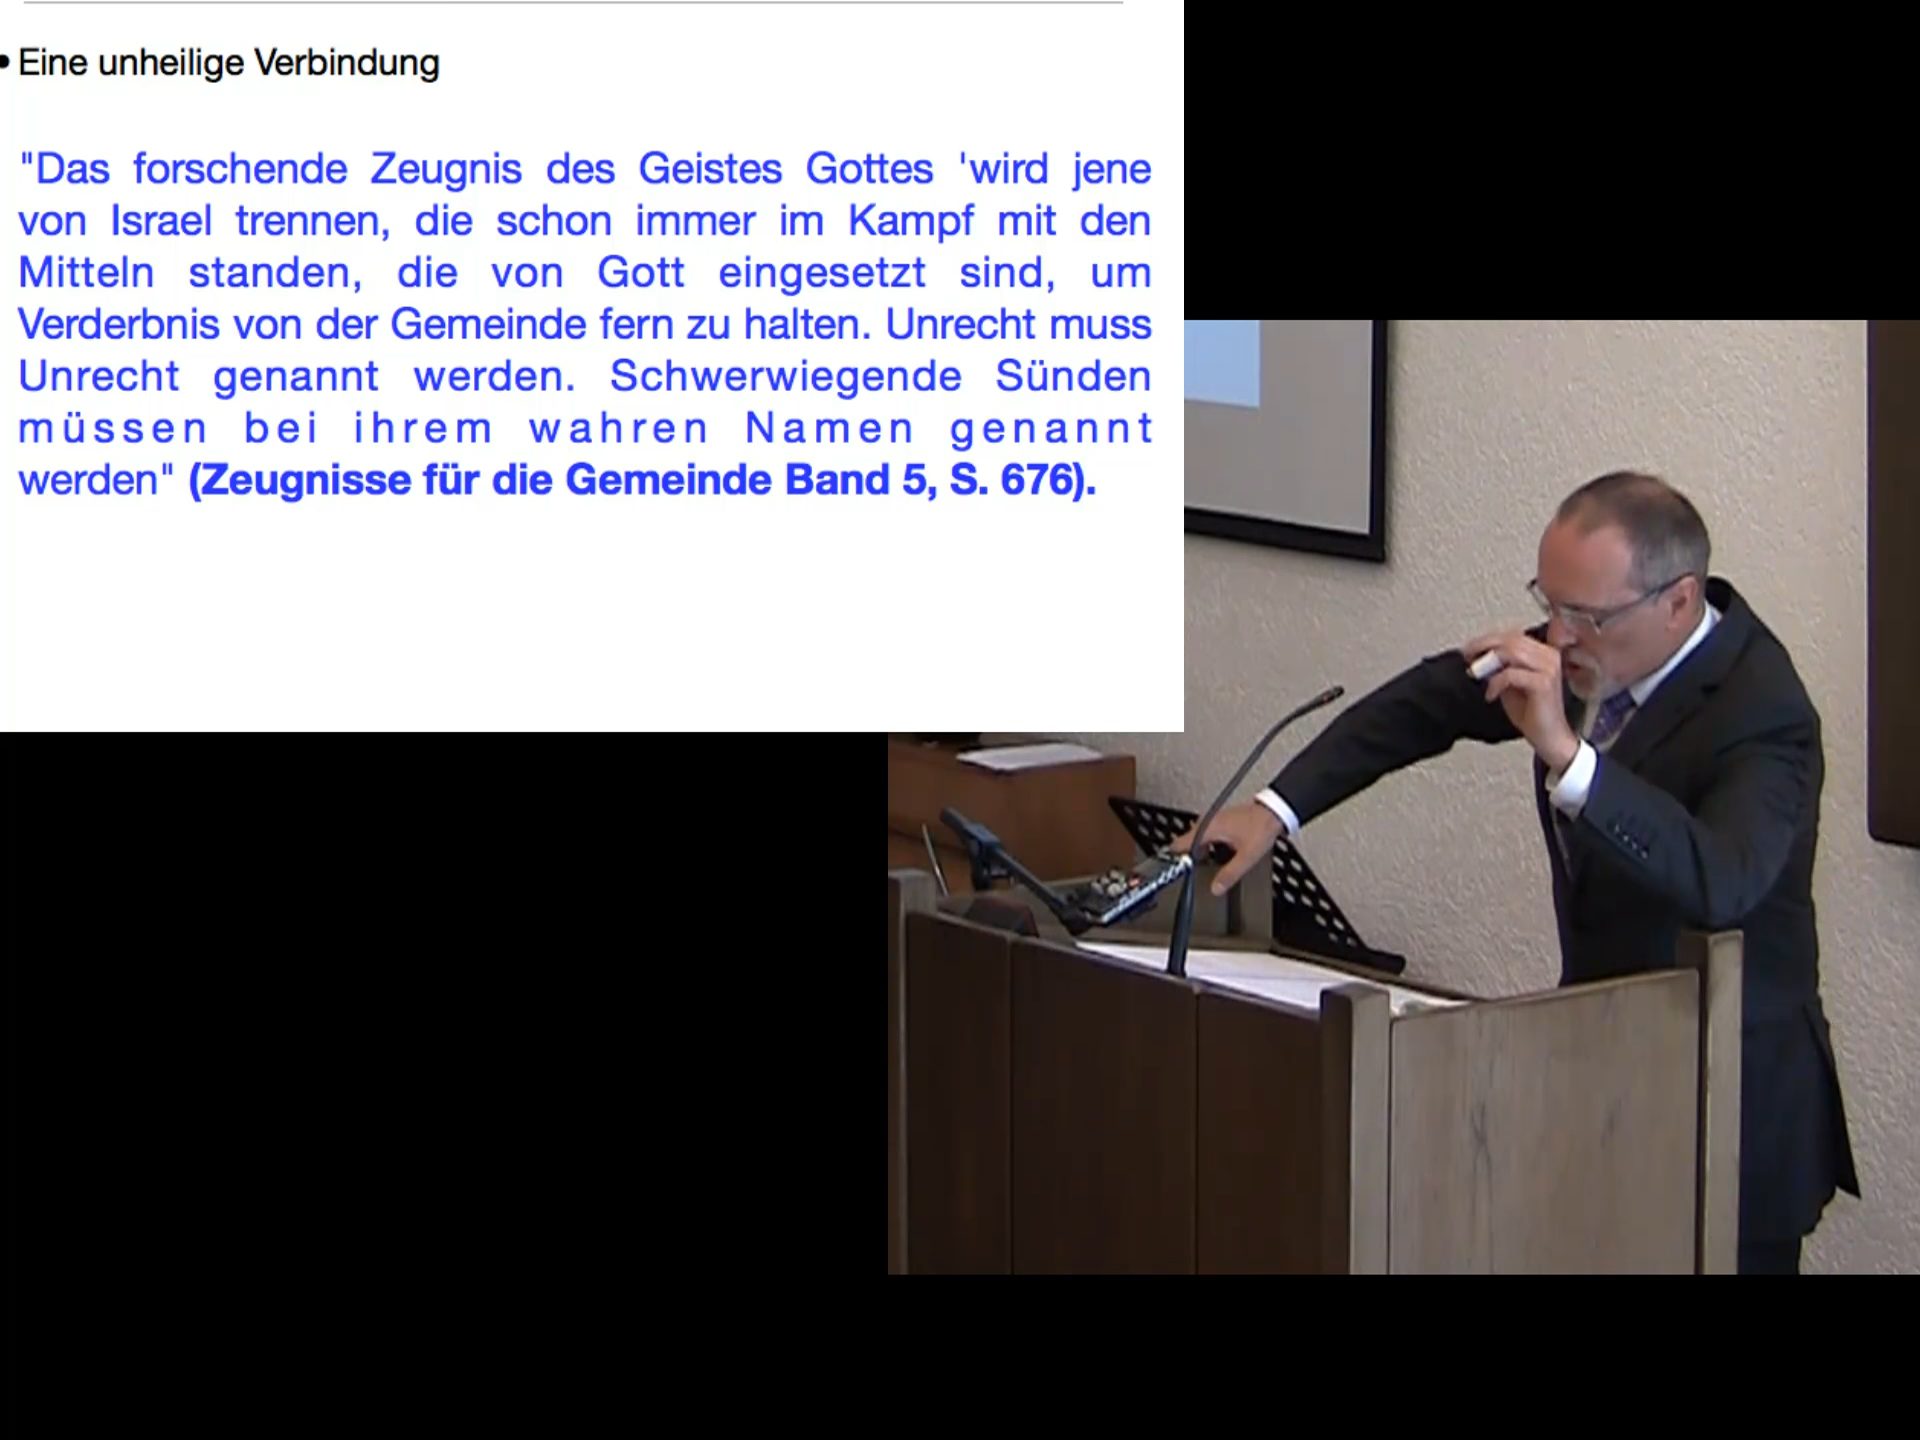 • Eine unheilige Verbindung
"Das forschende Zeugnis des Geistes Gottes 'wird jene
von Israel trennen, die schon immer im Kampf mit den
Mitteln standen, die von Gott eingesetzt sind, um
Verderbnis von der Gemeinde fern zu halten. Unrecht muss
Unrecht genannt werden. Schwerwiegende Sünden
müssen bei ihrem wahren Namen genannt
werden" (Zeugnisse für die Gemeinde Band 5, S. 676).